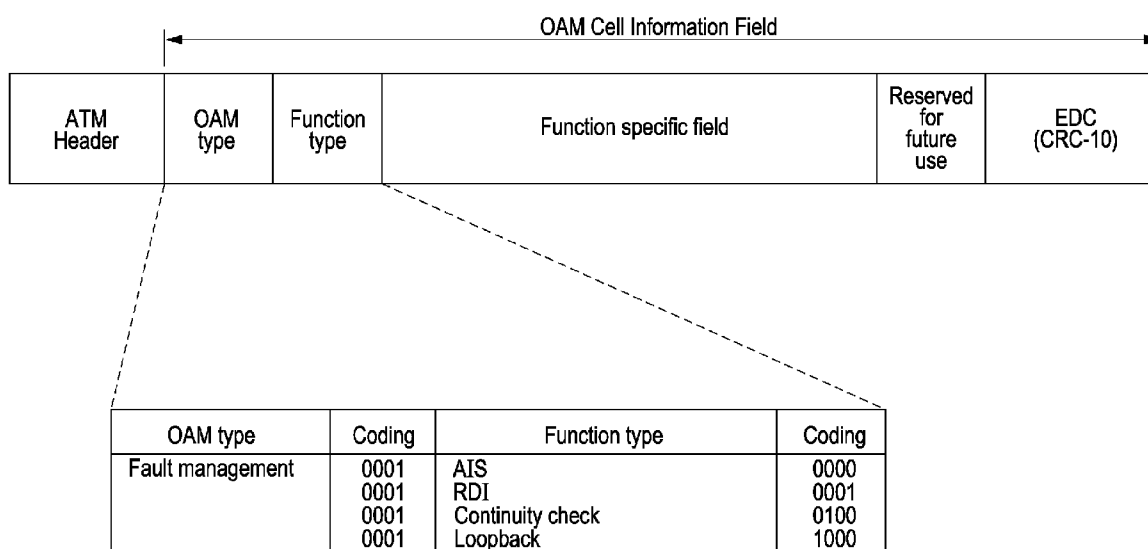 OAM Cell Information Field
ATM
Header
OAM
type
Function
type
Function specific field
Reserved
for
future
use
EDC
(CRC-10)
OAM type Coding Function type Coding
Fault management 0001 AIS 0000
0001 RDI 0001
0001 Continuity check 0100
0001 Loopback 1000